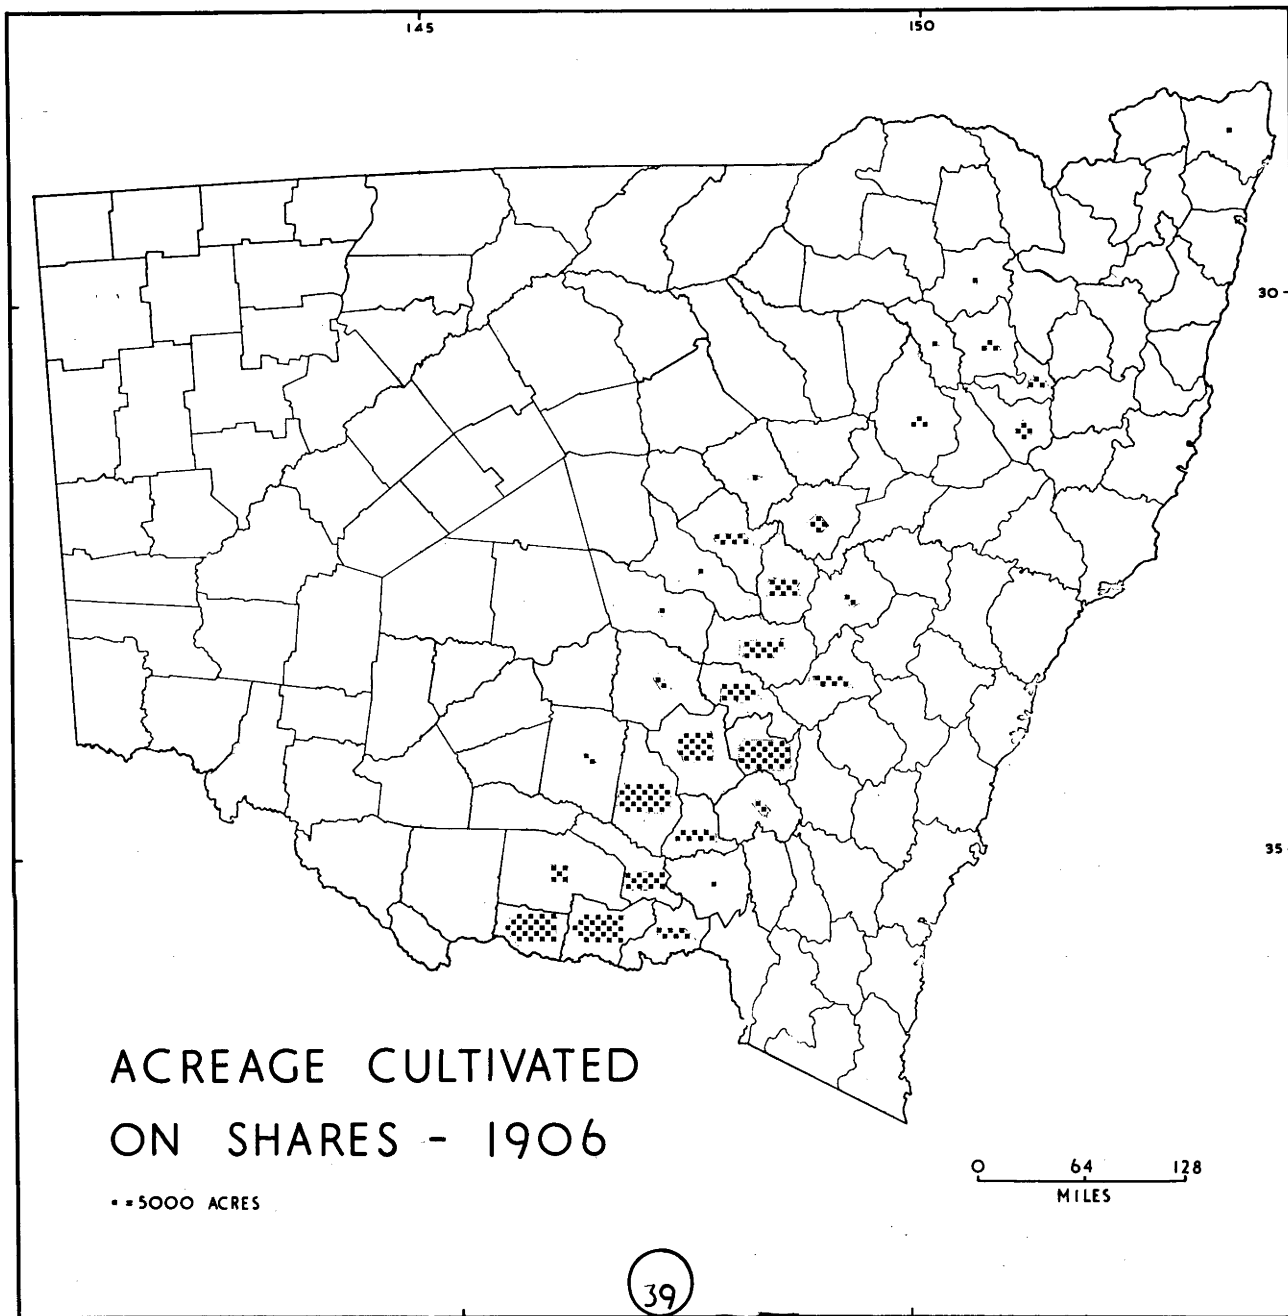 145 150
30
35
ACREAGE CULTIVATED
ON SHARES - 1906
▪ = 5000 ACRES
0 64 128
MILES
39